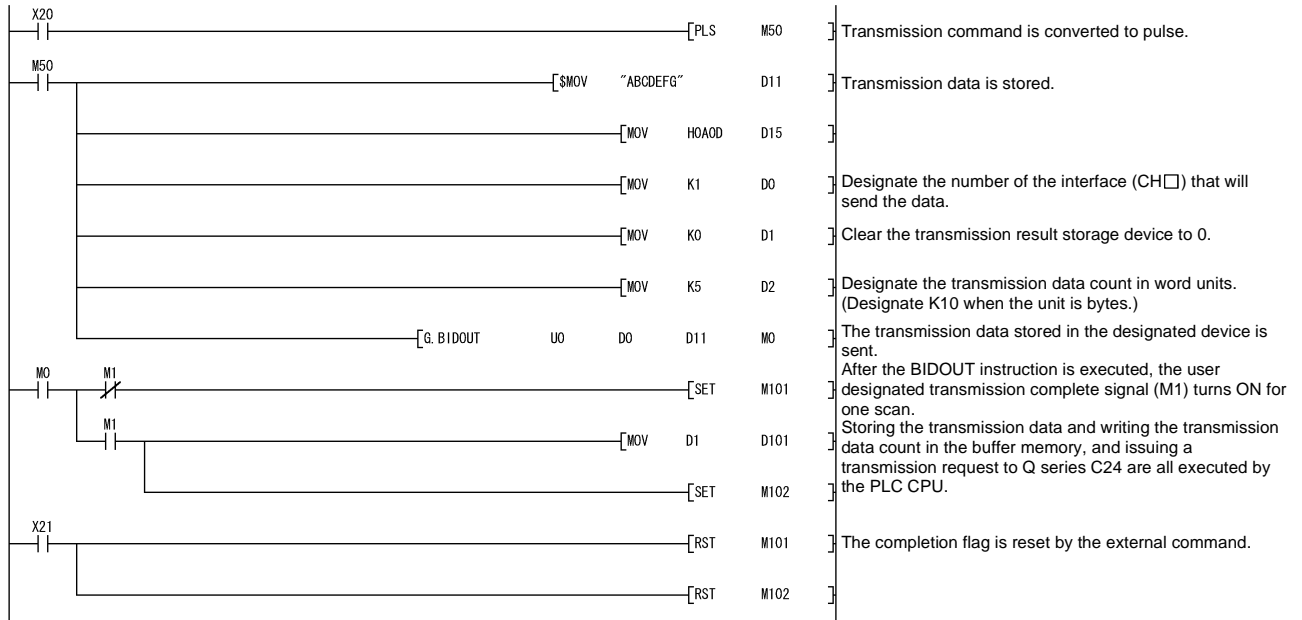 X20
[PLS M50 ] Transmission command is converted to pulse.
M50
[$MOV "ABCDEFG" D11 ] Transmission data is stored.
[MOV H0A0D D15 ]
[MOV K1 D0 ] Designate the number of the interface (CH□) that will
send the data.
[MOV K0 D1 ] Clear the transmission result storage device to 0.
[MOV K5 D2 ] Designate the transmission data count in word units.
(Designate K10 when the unit is bytes.)
[G.BIDOUT U0 D0 D11 M0 ] The transmission data stored in the designated device is
sent.
M0 M1
[SET M101 ]
After the BIDOUT instruction is executed, the user
designated transmission complete signal (M1) turns ON for
one scan.
M1
[MOV D1 D101 ]
Storing the transmission data and writing the transmission
data count in the buffer memory, and issuing a
transmission request to Q series C24 are all executed by
the PLC CPU.
[SET M102 ]
X21
[RST M101 ] The completion flag is reset by the external command.
[RST M102 ]